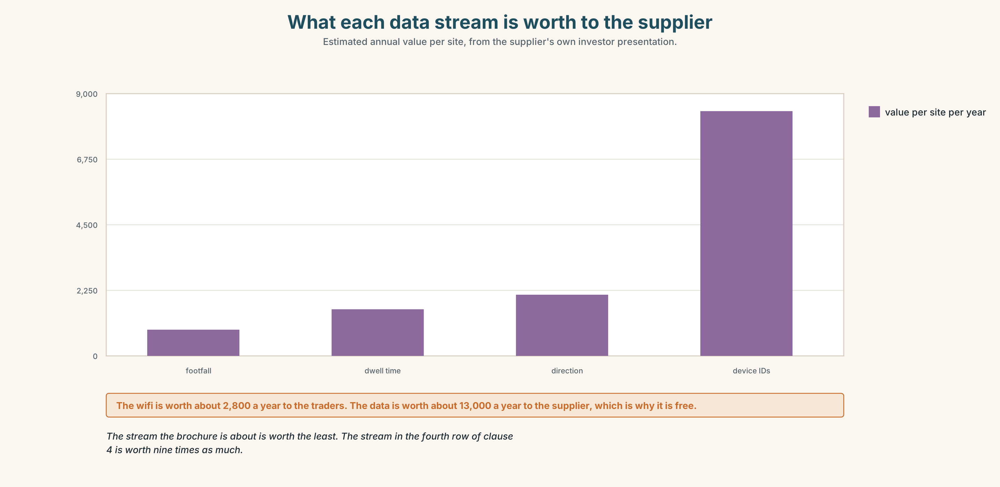 What each data stream is worth to the supplier
Estimated annual value per site, from the supplier's own investor presentation.
9,000
6,750
4,500
2,250
0
value per site per year
footfall
dwell time
direction
device IDs
The wifi is worth about 2,800 a year to the traders. The data is worth about 13,000 a year to the supplier, which is why it is free.
The stream the brochure is about is worth the least. The stream in the fourth row of clause
4 is worth nine times as much.